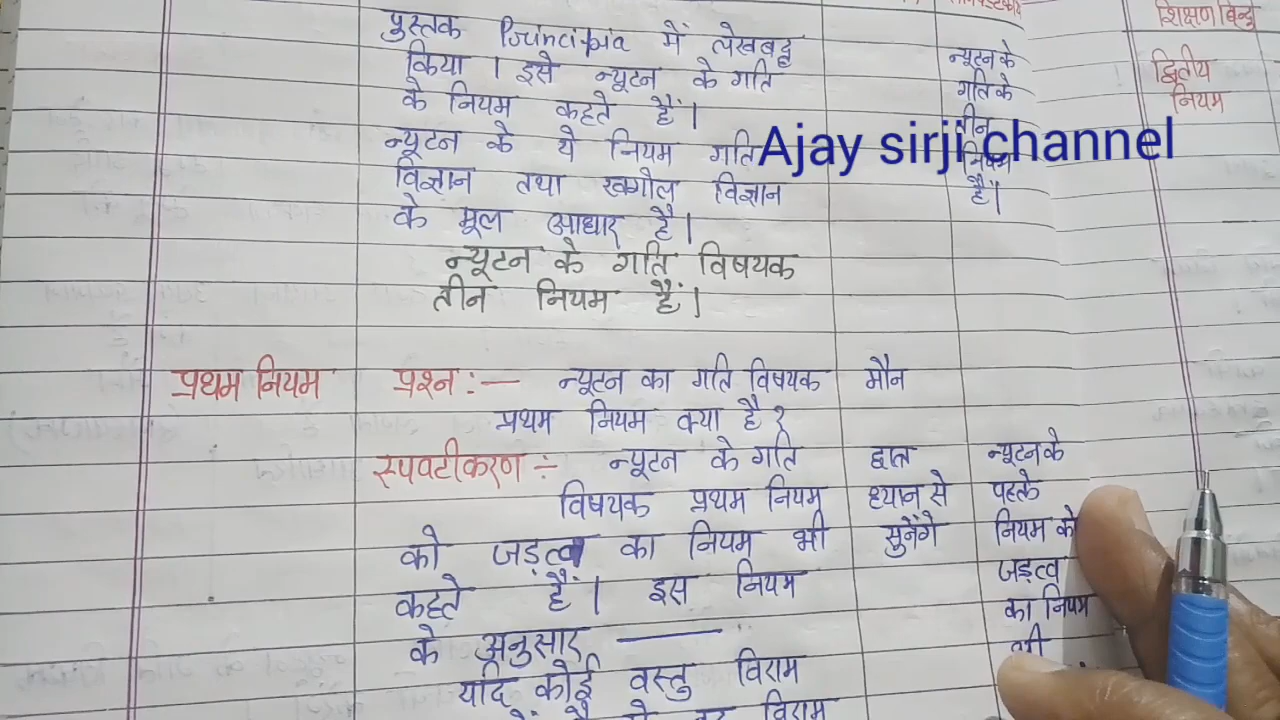 पुस्तक Principia में लेखबद्ध
किया । इसे न्यूटन के गति
के नियम कहते हैं।
न्यूटन के ये नियम गति
विज्ञान तथा खगोल विज्ञान
के मूल आधार है।
न्यूटन के गति विषयक
तीन नियम हैं।
न्यूटन के
गति के
तीन
नियम
हैं।
Ajay sirji channel
शिक्षण बिन्दु
द्वितीय
नियम
प्रथम नियम
प्रश्न :— न्यूटन का गति विषयक
प्रथम नियम क्या है ?
मौन
स्पष्टीकरण :- न्यूटन के गति
विषयक प्रथम नियम
को जड़त्व का नियम भी
कहते हैं। इस नियम
के अनुसार ——
यदि कोई वस्तु विराम
विराम
छात्र
ध्यान से
सुनेंगे
न्यूटन के
पहले
नियम को
जड़त्व
का नियम
भी